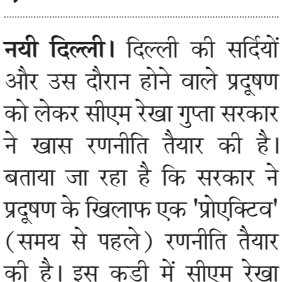 नयी दिल्ली। दिल्ली की सर्दियों
और उस दौरान होने वाले प्रदूषण
को लेकर सीएम रेखा गुप्ता सरकार
ने खास रणनीति तैयार की है।
बताया जा रहा है कि सरकार ने
प्रदूषण के खिलाफ एक 'प्रोएक्टिव'
(समय से पहले) रणनीति तैयार
की है। इस कड़ी में सीएम रेखा